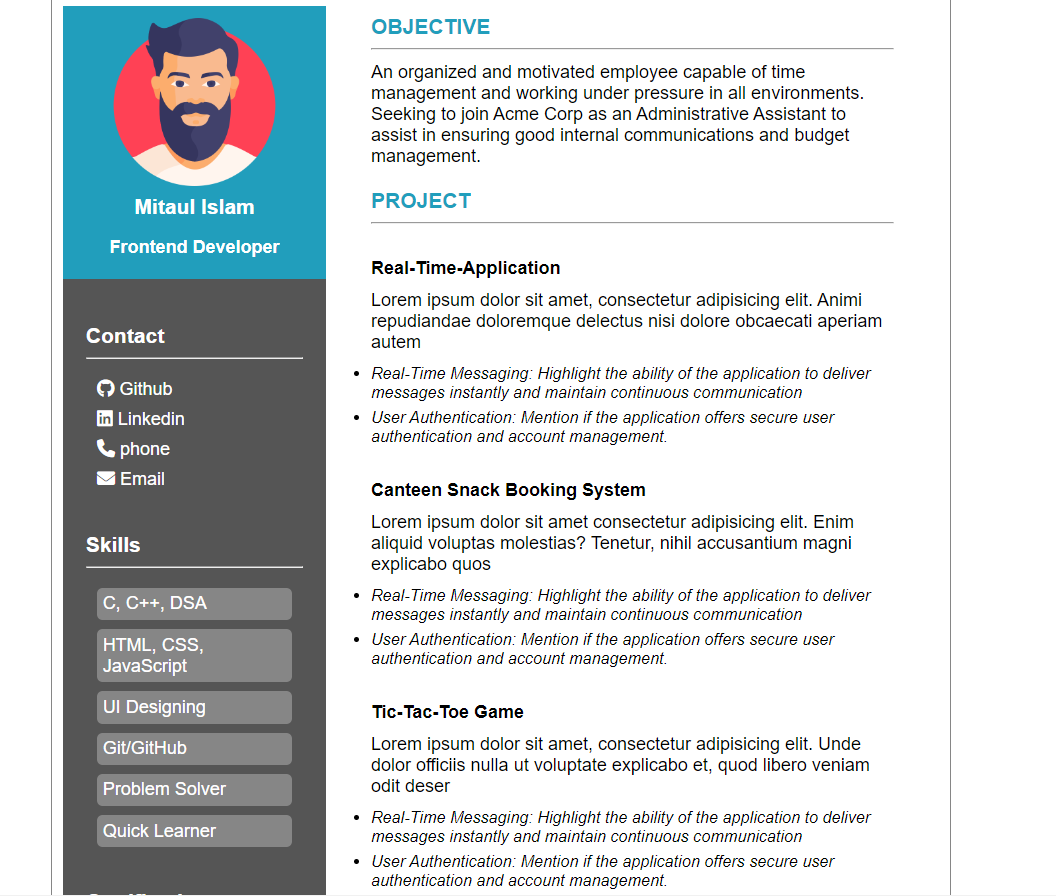 Mitaul Islam
Frontend Developer
Contact
Github
Linkedin
phone
Email
Skills
C, C++, DSA
HTML, CSS,
JavaScript
UI Designing
Git/GitHub
Problem Solver
Quick Learner
OBJECTIVE
An organized and motivated employee capable of time
management and working under pressure in all environments.
Seeking to join Acme Corp as an Administrative Assistant to
assist in ensuring good internal communications and budget
management.
PROJECT
Real-Time-Application
Lorem ipsum dolor sit amet, consectetur adipisicing elit. Animi
repudiandae doloremque delectus nisi dolore obcaecati aperiam
autem
• Real-Time Messaging: Highlight the ability of the application to deliver
messages instantly and maintain continuous communication
• User Authentication: Mention if the application offers secure user
authentication and account management.
Canteen Snack Booking System
Lorem ipsum dolor sit amet consectetur adipisicing elit. Enim
aliquid voluptas molestias? Tenetur, nihil accusantium magni
explicabo quos
• Real-Time Messaging: Highlight the ability of the application to deliver
messages instantly and maintain continuous communication
• User Authentication: Mention if the application offers secure user
authentication and account management.
Tic-Tac-Toe Game
Lorem ipsum dolor sit amet, consectetur adipisicing elit. Unde
dolor officiis nulla ut voluptate explicabo et, quod libero veniam
odit deser
• Real-Time Messaging: Highlight the ability of the application to deliver
messages instantly and maintain continuous communication
• User Authentication: Mention if the application offers secure user
authentication and account management.